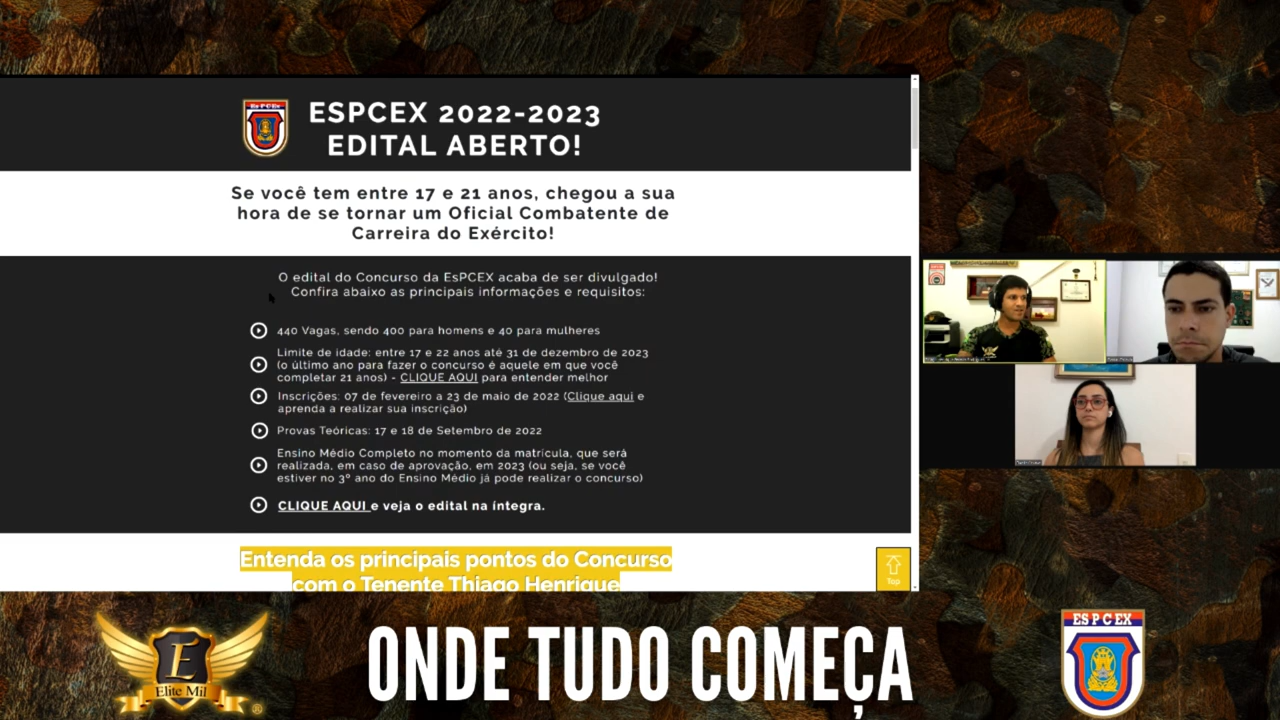 EsPCEx
ESPCEX 2022-2023
EDITAL ABERTO!
Se você tem entre 17 e 21 anos, chegou a sua
hora de se tornar um Oficial Combatente de
Carreira do Exército!
O edital do Concurso da EsPCEX acaba de ser divulgado!
Confira abaixo as principais informações e requisitos:
440 Vagas, sendo 400 para homens e 40 para mulheres
Limite de idade: entre 17 e 22 anos até 31 de dezembro de 2023
(o último ano para fazer o concurso é aquele em que você
completar 21 anos) - CLIQUE AQUI para entender melhor
Inscrições: 07 de fevereiro a 23 de maio de 2022 (Clique aqui e
aprenda a realizar sua inscrição)
Provas Teóricas: 17 e 18 de Setembro de 2022
Ensino Médio Completo no momento da matrícula, que será
realizada, em caso de aprovação, em 2023 (ou seja, se você
estiver no 3º ano do Ensino Médio já pode realizar o concurso)
CLIQUE AQUI e veja o edital na íntegra.
Entenda os principais pontos do Concurso
com o Tenente Thiago Henrique
Top
E
Elite Mil
®
ONDE TUDO COMEÇA
ESPCEX